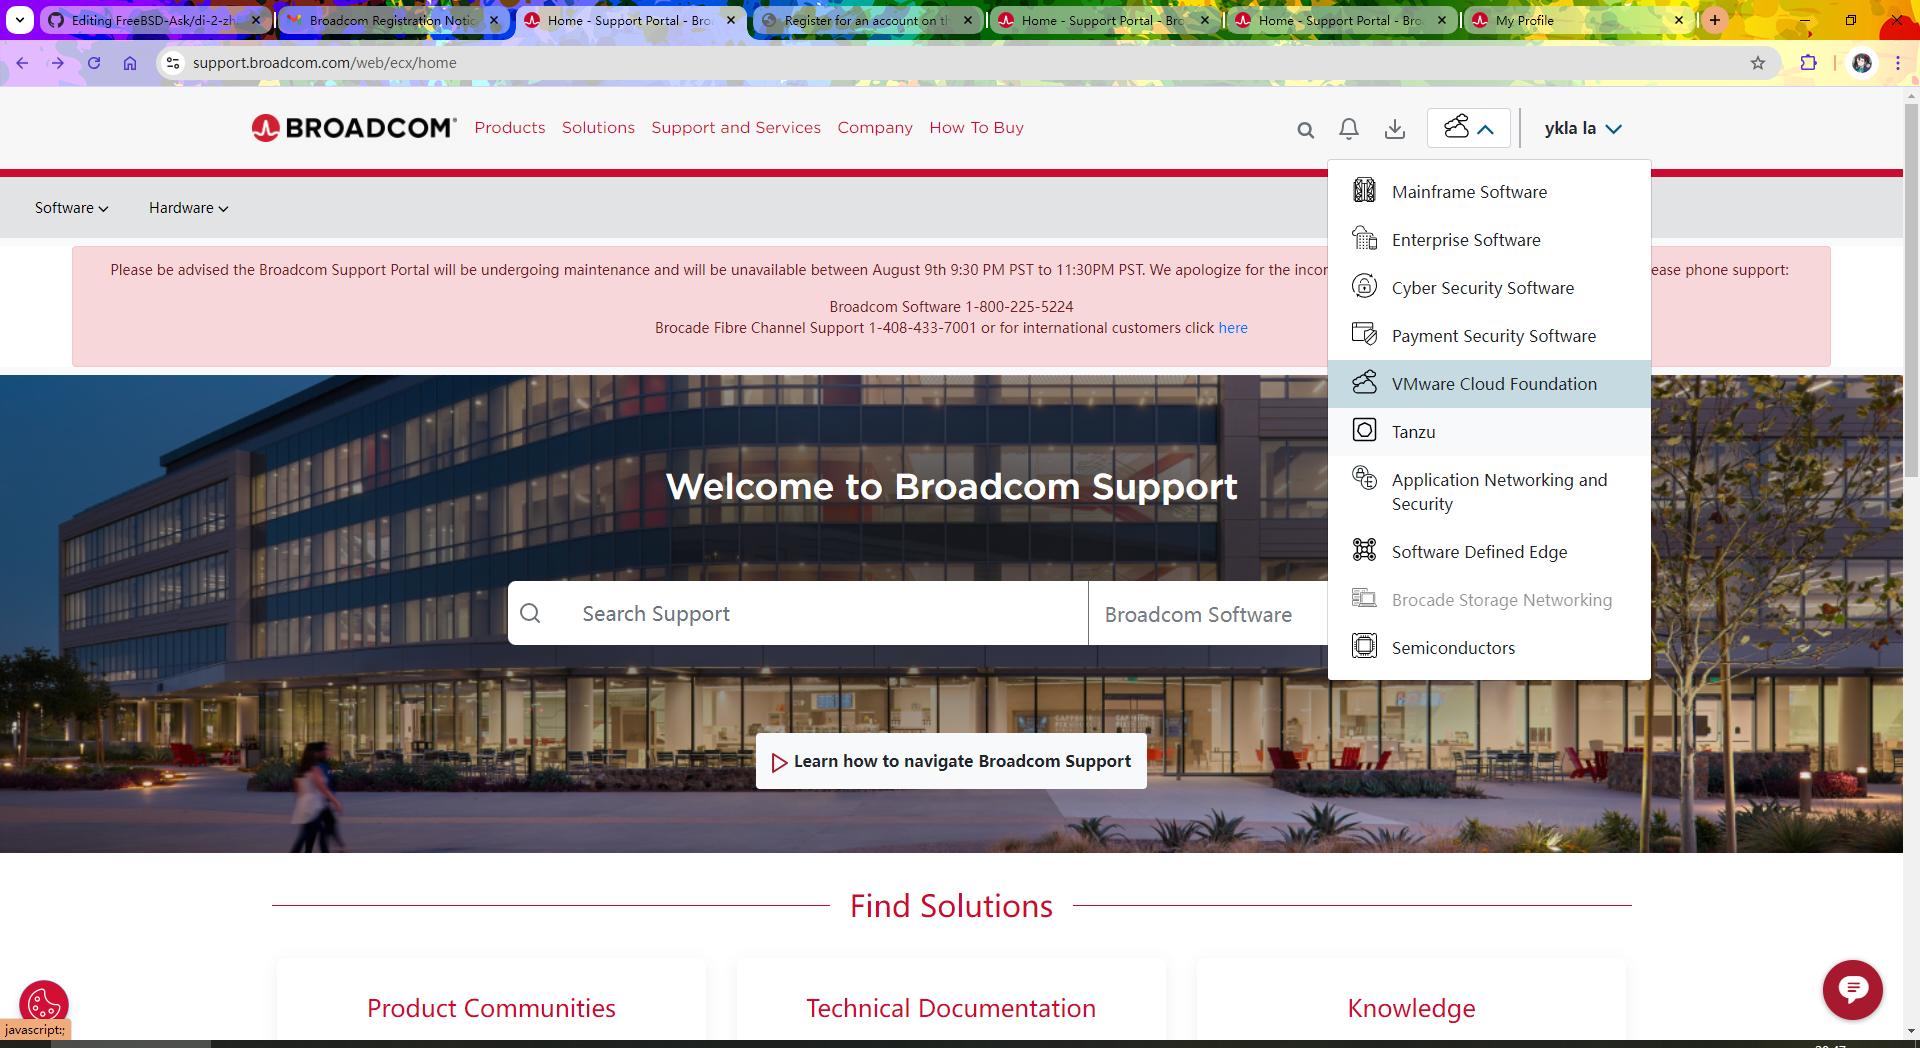 Editing FreeBSD-Ask/di-2-zh
Broadcom Registration Notic
Home - Support Portal - Bro
Register for an account on th
Home - Support Portal - Bro
Home - Support Portal - Bro
My Profile
support.broadcom.com/web/ecx/home
BROADCOM
Products
Solutions
Support and Services
Company
How To Buy
ykla la
Software
Hardware
Mainframe Software
Enterprise Software
Cyber Security Software
Payment Security Software
VMware Cloud Foundation
Tanzu
Application Networking and
Security
Software Defined Edge
Brocade Storage Networking
Semiconductors
Please be advised the Broadcom Support Portal will be undergoing maintenance and will be unavailable between August 9th 9:30 PM PST to 11:30PM PST. We apologize for the incor ease phone support:
Broadcom Software 1-800-225-5224
Brocade Fibre Channel Support 1-408-433-7001 or for international customers click here
Welcome to Broadcom Support
Search Support
Broadcom Software
Learn how to navigate Broadcom Support
Find Solutions
Product Communities
Technical Documentation
Knowledge
javascript:;